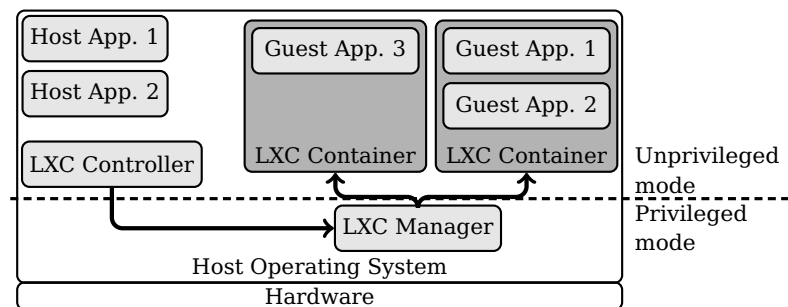 Host App. 1
Guest App. 3
Guest App. 1
Host App. 2
Guest App. 2
LXC Controller
LXC Container
LXC Container
Unprivileged
mode
Privileged
mode
LXC Manager
Host Operating System
Hardware